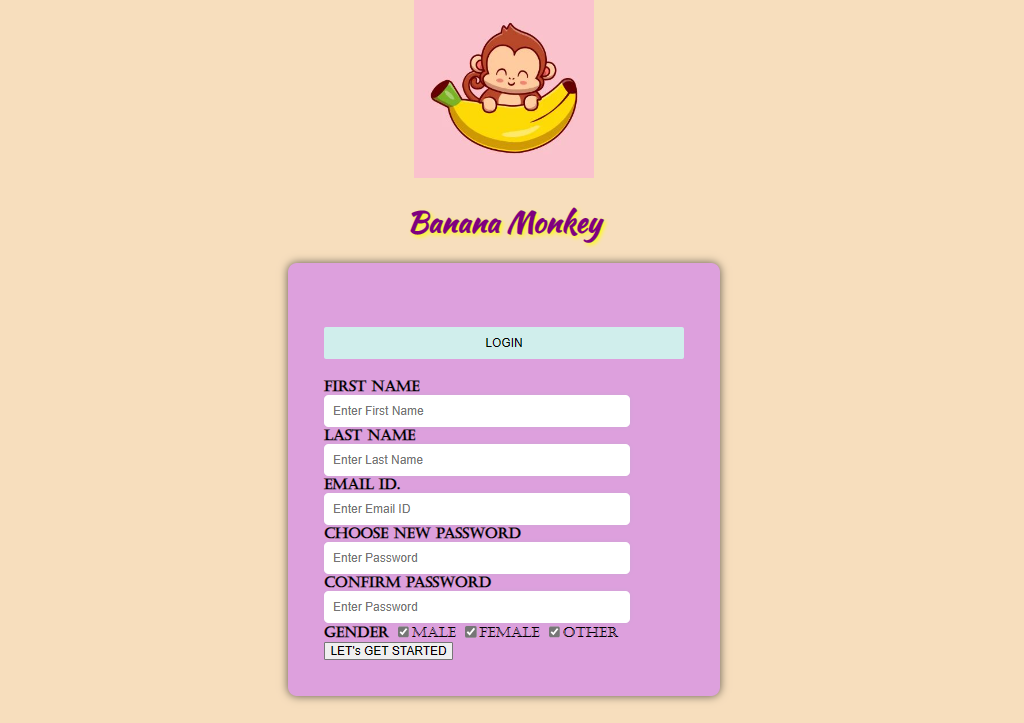 Banana Monkey
LOGIN
FIRST NAME
Enter First Name
LAST NAME
Enter Last Name
EMAIL ID.
Enter Email ID
CHOOSE NEW PASSWORD
Enter Password
CONFIRM PASSWORD
Enter Password
GENDER MALE FEMALE OTHER
LET's GET STARTED